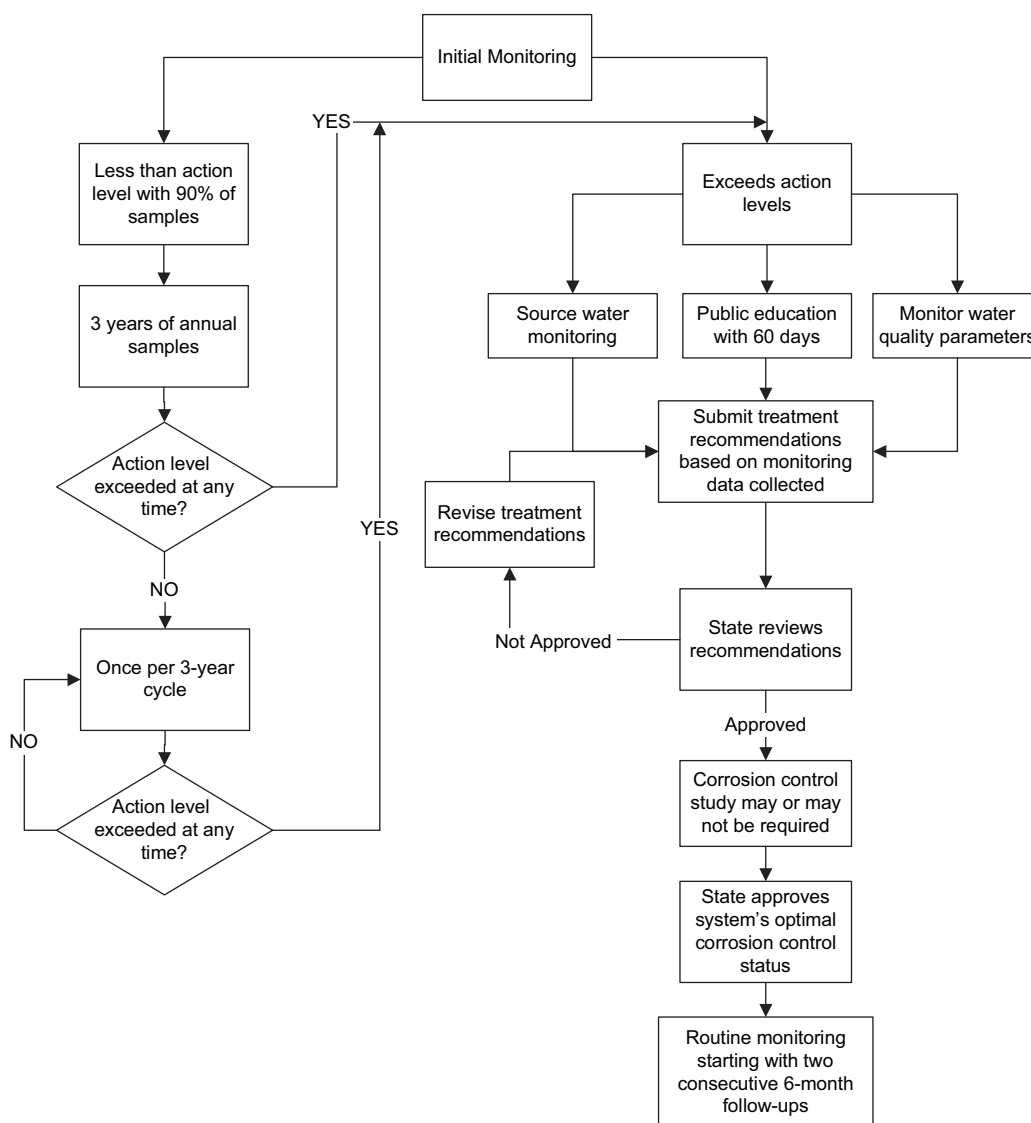 Initial Monitoring
YES
Less than action
level with 90% of
samples
Exceeds action
levels
3 years of annual
samples
Source water
monitoring
Public education
with 60 days
Monitor water
quality parameters
Action level
exceeded at any
time?
Submit treatment
recommendations
based on monitoring
data collected
Revise treatment
recommendations
YES
NO
Not Approved
State reviews
recommendations
Once per 3-year
cycle
NO
Approved
Action level
exceeded at any
time?
Corrosion control
study may or may
not be required
State approves
system's optimal
corrosion control
status
Routine monitoring
starting with two
consecutive 6-month
follow-ups